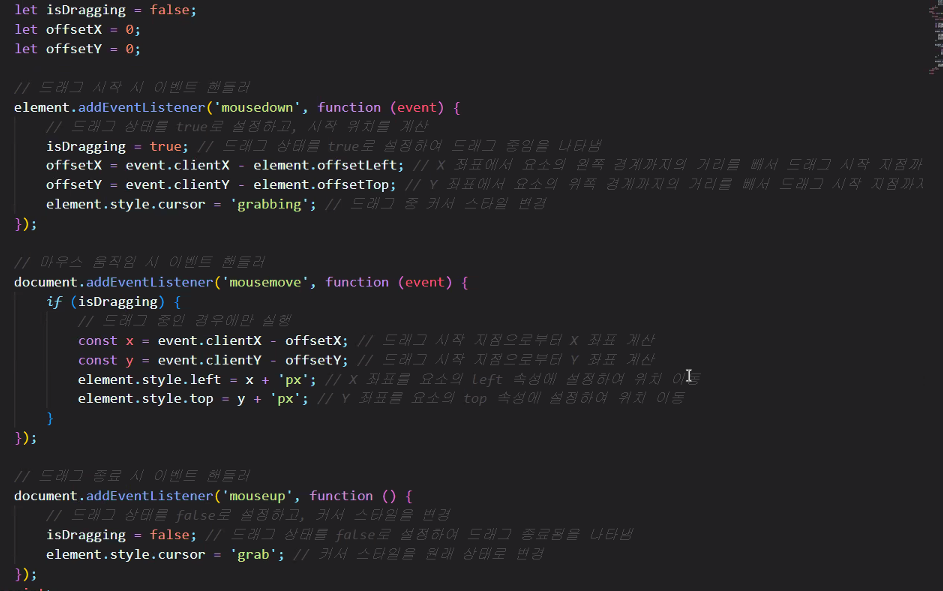 let isDragging = false;
let offsetX = 0;
let offsetY = 0;
// 드래그 시작 시 이벤트 핸들러
element.addEventListener('mousedown', function (event) {
// 드래그 상태를 true로 설정하고, 시작 위치를 계산
isDragging = true; // 드래그 상태를 true로 설정하여 드래그 중임을 나타냄
offsetX = event.clientX - element.offsetLeft; // X 좌표에서 요소의 왼쪽 경계까지의 거리를 빼서 드래그 시작 지점까
offsetY = event.clientY - element.offsetTop; // Y 좌표에서 요소의 위쪽 경계까지의 거리를 빼서 드래그 시작 지점까지
element.style.cursor = 'grabbing'; // 드래그 중 커서 스타일 변경
});
// 마우스 움직임 시 이벤트 핸들러
document.addEventListener('mousemove', function (event) {
if (isDragging) {
// 드래그 중인 경우에만 실행
const x = event.clientX - offsetX; // 드래그 시작 지점으로부터 X 좌표 계산
const y = event.clientY - offsetY; // 드래그 시작 지점으로부터 Y 좌표 계산
element.style.left = x + 'px'; // X 좌표를 요소의 left 속성에 설정하여 위치 이동
element.style.top = y + 'px'; // Y 좌표를 요소의 top 속성에 설정하여 위치 이동
}
});
// 드래그 종료 시 이벤트 핸들러
document.addEventListener('mouseup', function () {
// 드래그 상태를 false로 설정하고, 커서 스타일을 변경
isDragging = false; // 드래그 상태를 false로 설정하여 드래그 종료됨을 나타냄
element.style.cursor = 'grab'; // 커서 스타일을 원래 상태로 변경
});